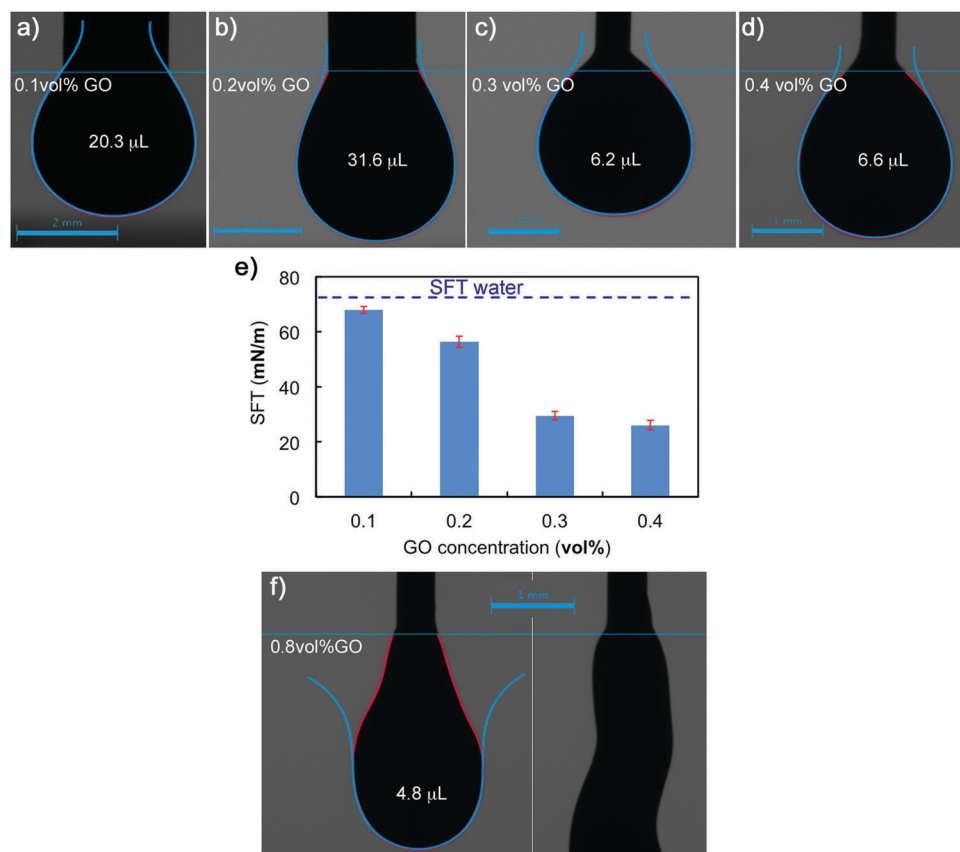 a)
0.1vol% GO
20.3 μL
2 mm
b)
0.2vol% GO
31.6 μL
2 mm
c)
0.3 vol% GO
6.2 μL
mm
d)
0.4 vol% GO
6.6 μL
1 mm
e)
SFT water
80
60
40
20
0
SFT (mN/m)
0.1 0.2 0.3 0.4
GO concentration (vol%)
f)
1 mm
0.8vol%GO
4.8 μL